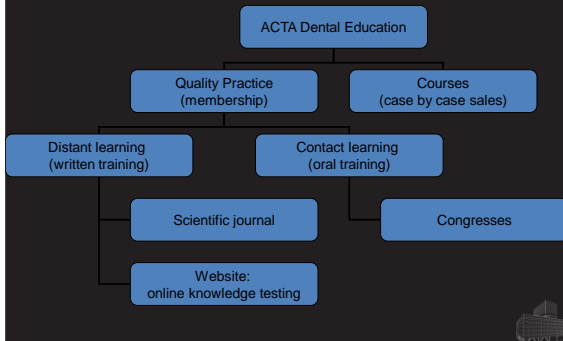 ACTA Dental Education
Quality Practice
(membership)
Courses
(case by case sales)
Distant learning
(written training)
Contact learning
(oral training)
Scientific journal
Congresses
Website:
online knowledge testing